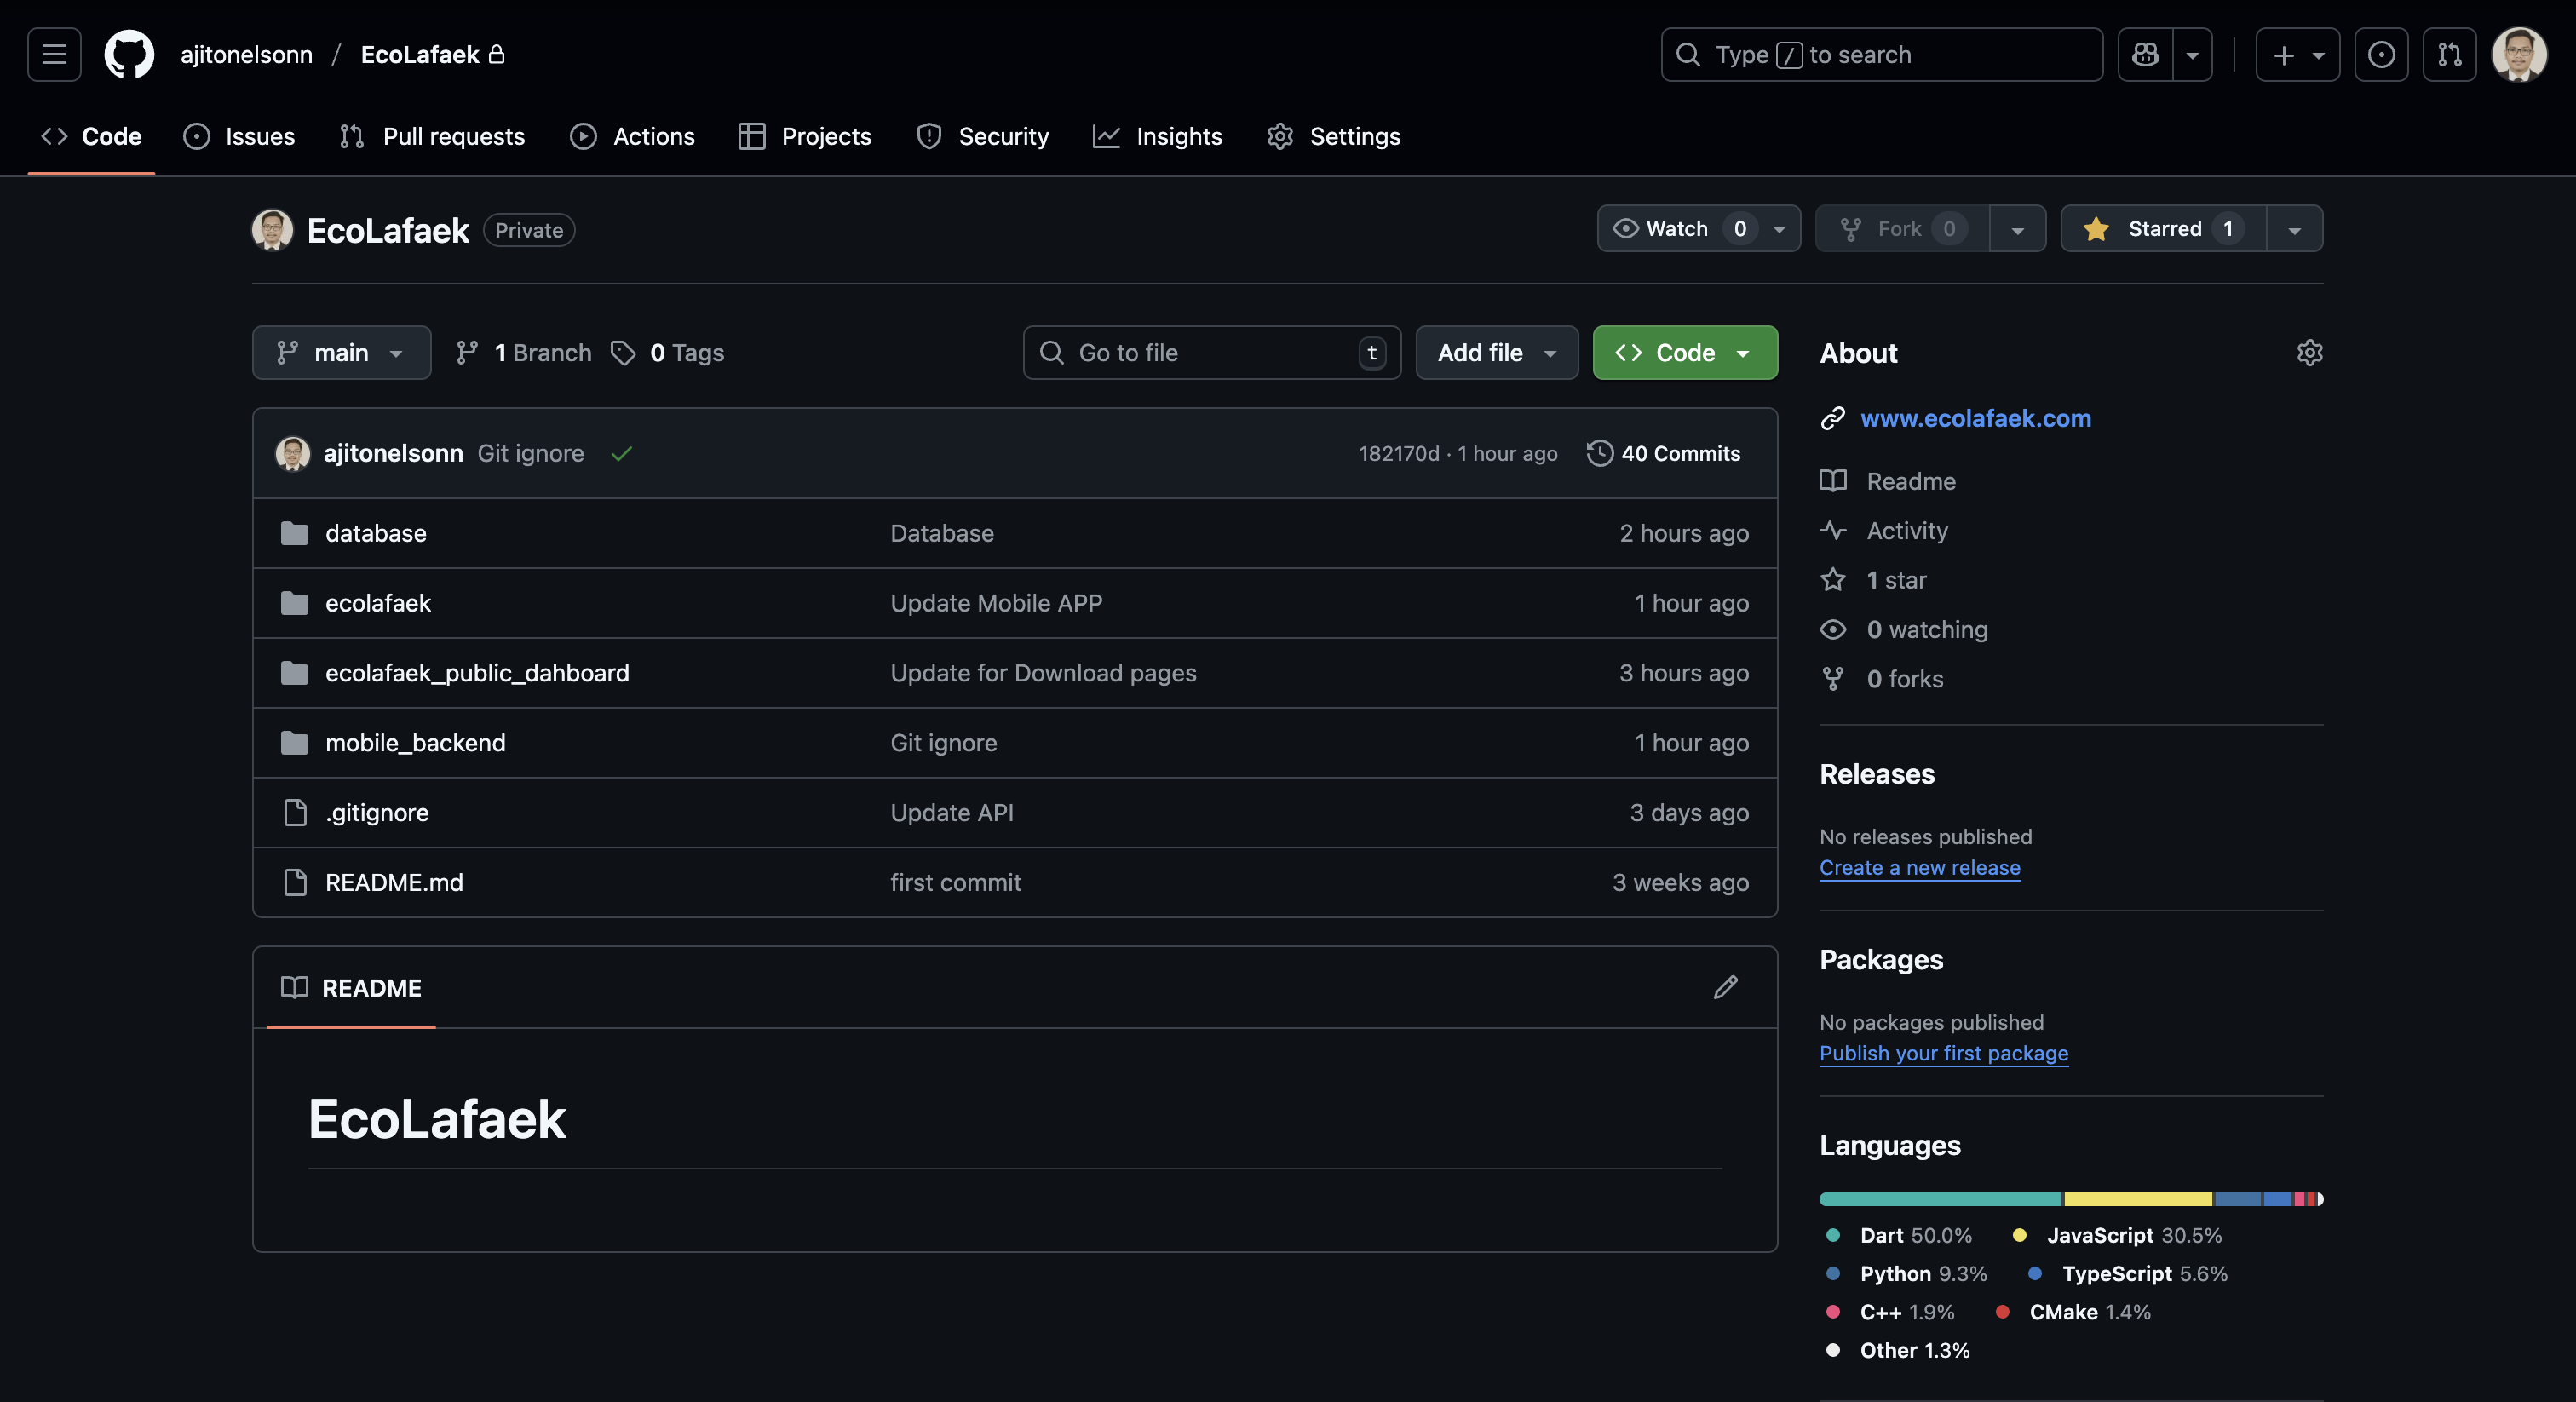 ajitonelsonn / EcoLafaek
Type / to search
Code Issues Pull requests Actions Projects Security Insights Settings
EcoLafaek Private
Watch 0 Fork 0 Starred 1
main 1 Branch 0 Tags Go to file t Add file Code
ajitonelsonn Git ignore 182170d · 1 hour ago 40 Commits
database Database 2 hours ago
ecolafaek Update Mobile APP 1 hour ago
ecolafaek_public_dahboard Update for Download pages 3 hours ago
mobile_backend Git ignore 1 hour ago
.gitignore Update API 3 days ago
README.md first commit 3 weeks ago
README
EcoLafaek
About
www.ecolafaek.com
Readme
Activity
1 star
0 watching
0 forks
Releases
No releases published
Create a new release
Packages
No packages published
Publish your first package
Languages
Dart 50.0% JavaScript 30.5%
Python 9.3% TypeScript 5.6%
C++ 1.9% CMake 1.4%
Other 1.3%